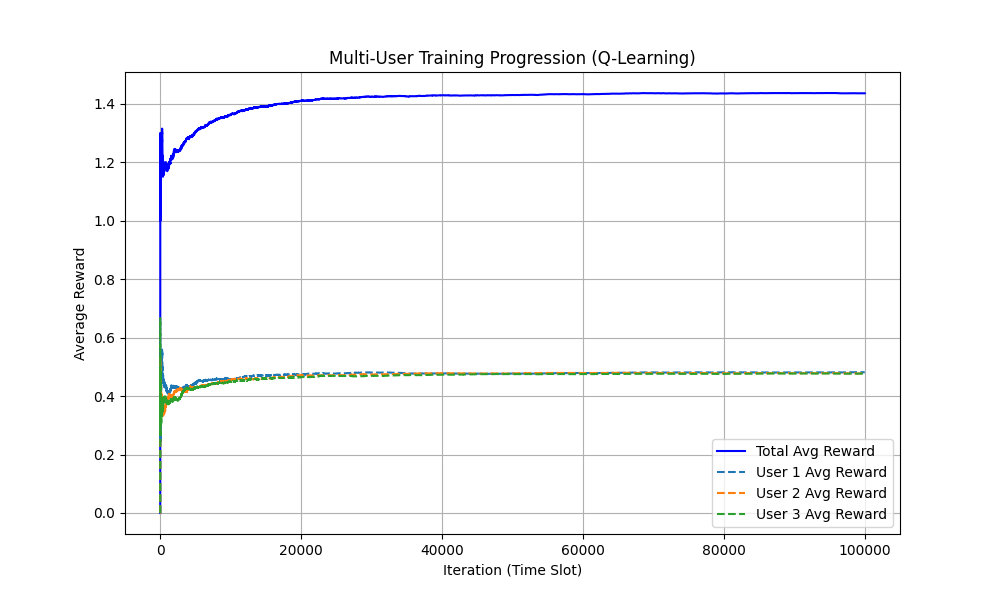 Multi-User Training Progression (Q-Learning)
Average Reward
1.4
1.2
1.0
0.8
0.6
0.4
0.2
0.0
0 20000 40000 60000 80000 100000
Iteration (Time Slot)
Total Avg Reward
User 1 Avg Reward
User 2 Avg Reward
User 3 Avg Reward